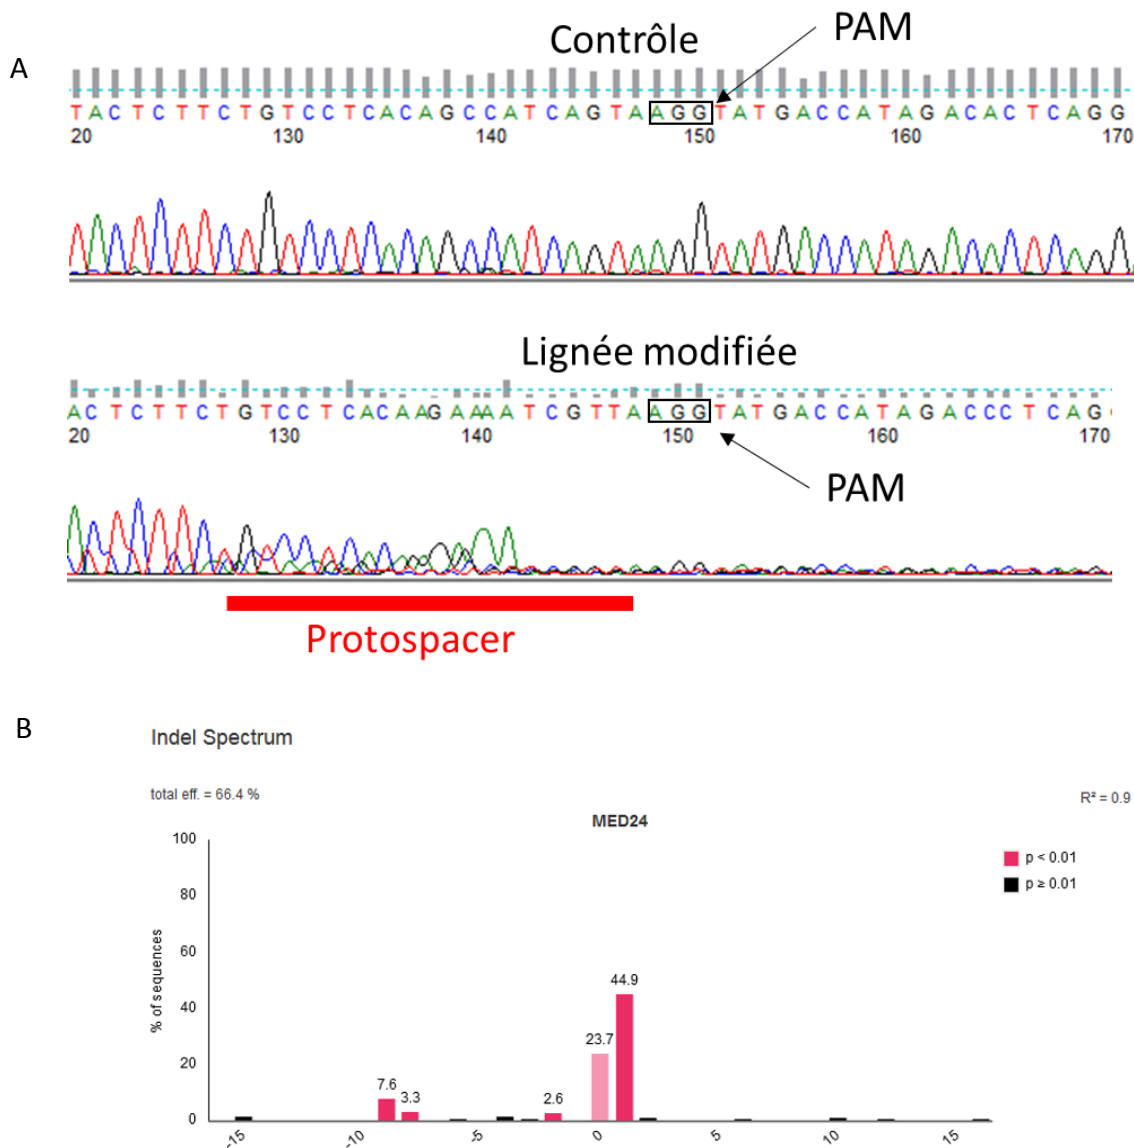 A
Contrôle
PAM
TACTCTTCTGTCCTCACAGCCATCAGTAAGGTATGACCATAGACACTCAGG
20 130 140 150 160 170
Lignée modifiée
ACTCTTCTGTCCTCACAAGAAAATCGTTAAGGTATGACCATAGACCCTCAG
20 130 140 150 160 170
PAM
Protospacer
B
Indel Spectrum
total eff. = 66.4 %
R² = 0.9
MED24
p < 0.01
p ≥ 0.01
% of sequences
100
80
60
40
20
0
7.6
3.3
2.6
23.7
44.9
-15 -10 -5 0 5 10 15